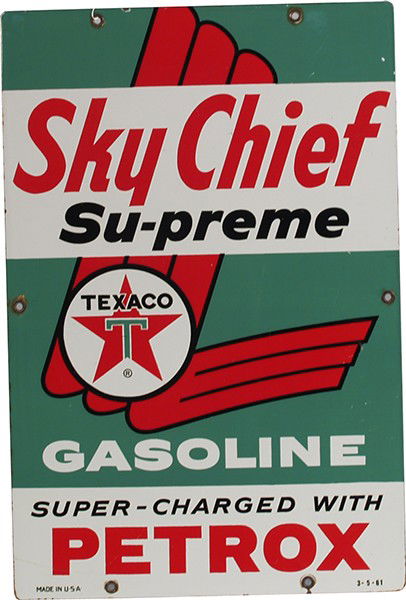 Sky Chief
Su-preme
TEXACO
T
®
GASOLINE
SUPER-CHARGED WITH
PETROX
MADE IN U·S·A·
3-5-61